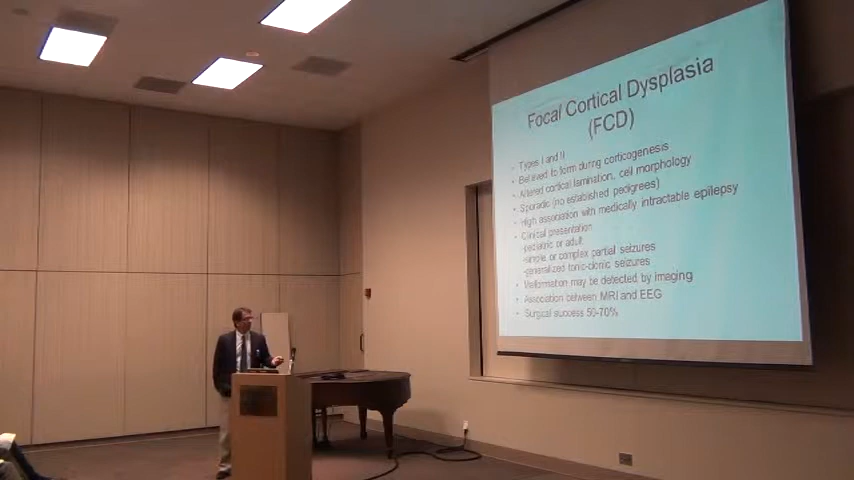 Focal Cortical Dysplasia
(FCD)
• Types I and II
• Believed to form during corticogenesis
• Altered cortical lamination, cell morphology
• Sporadic (no established pedigrees)
• High association with medically intractable epilepsy
• Clinical presentation
-pediatric or adult
-simple or complex partial seizures
-generalized tonic-clonic seizures
• Malformation may be detected by imaging
• Association between MRI and EEG
• Surgical success 50-70%